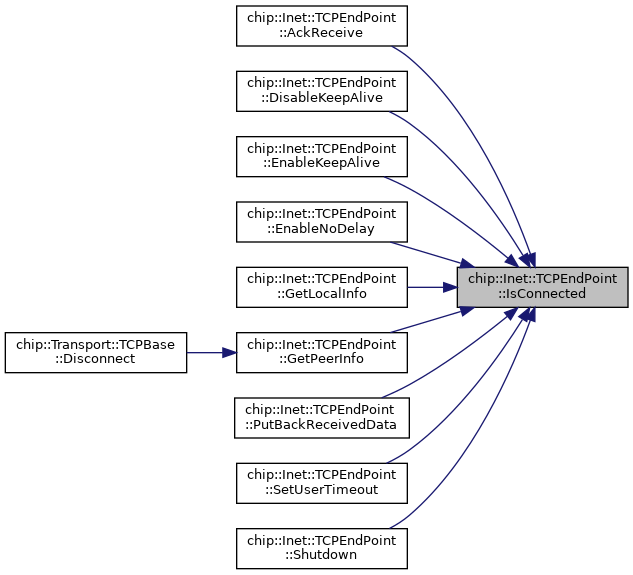 chip::Inet::TCPEndPoint
::AckReceive
chip::Inet::TCPEndPoint
::DisableKeepAlive
chip::Inet::TCPEndPoint
::EnableKeepAlive
chip::Inet::TCPEndPoint
::EnableNoDelay
chip::Inet::TCPEndPoint
::IsConnected
chip::Inet::TCPEndPoint
::GetLocalInfo
chip::Transport::TCPBase
::Disconnect
chip::Inet::TCPEndPoint
::GetPeerInfo
chip::Inet::TCPEndPoint
::PutBackReceivedData
chip::Inet::TCPEndPoint
::SetUserTimeout
chip::Inet::TCPEndPoint
::Shutdown